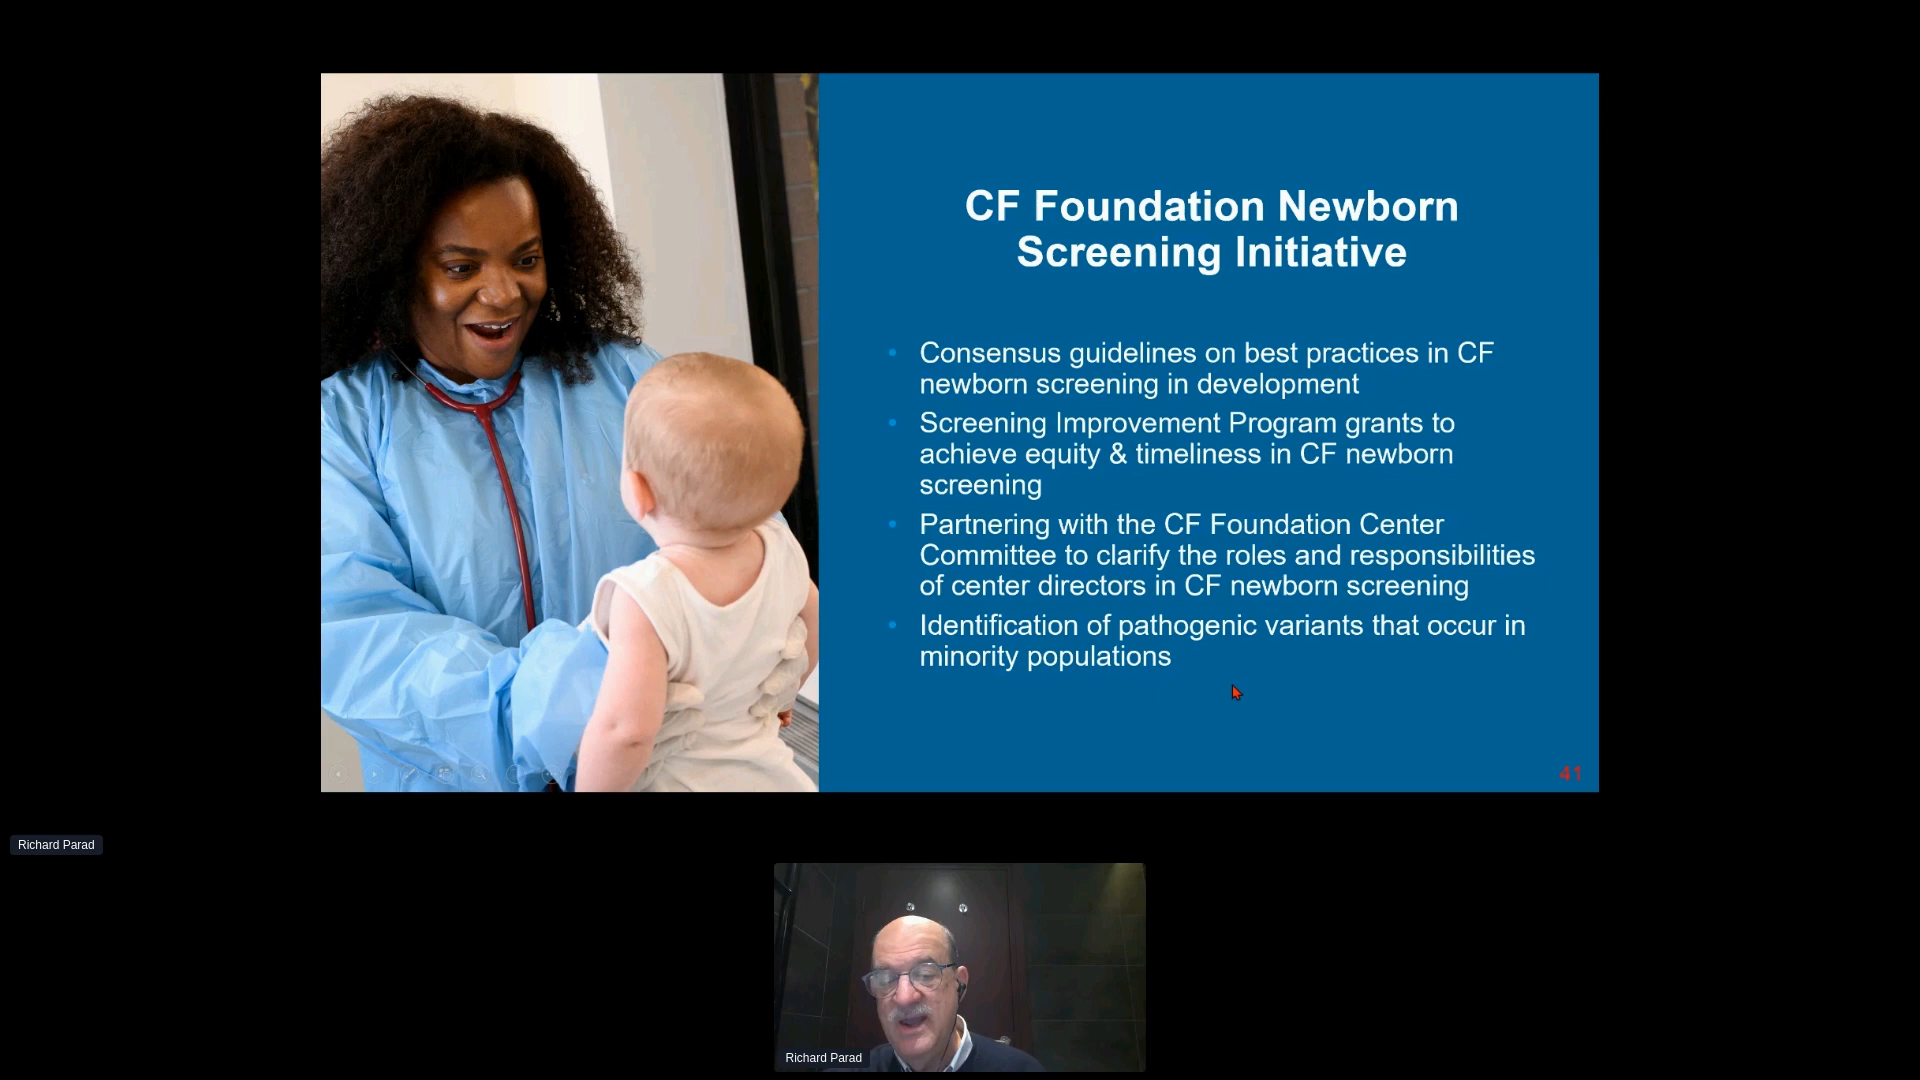 CF Foundation Newborn
Screening Initiative
• Consensus guidelines on best practices in CF
newborn screening in development
• Screening Improvement Program grants to
achieve equity & timeliness in CF newborn
screening
• Partnering with the CF Foundation Center
Committee to clarify the roles and responsibilities
of center directors in CF newborn screening
• Identification of pathogenic variants that occur in
minority populations
41
Richard Parad
Richard Parad